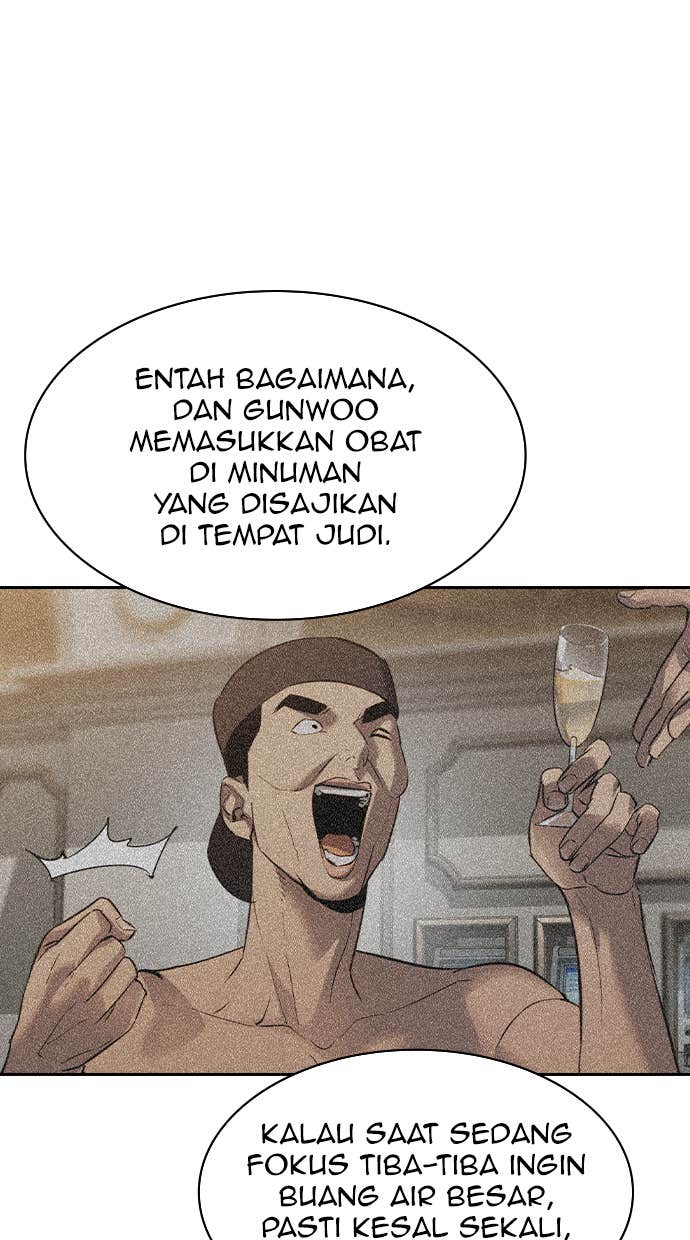 ENTAH BAGAIMANA,
DAN GUNWOO
MEMASUKKAN OBAT
DI MINUMAN
YANG DISAJIKAN
DI TEMPAT JUDI.
KALAU SAAT SEDANG
FOKUS TIBA-TIBA INGIN
BUANG AIR BESAR,
PASTI KESAL SEKALI,